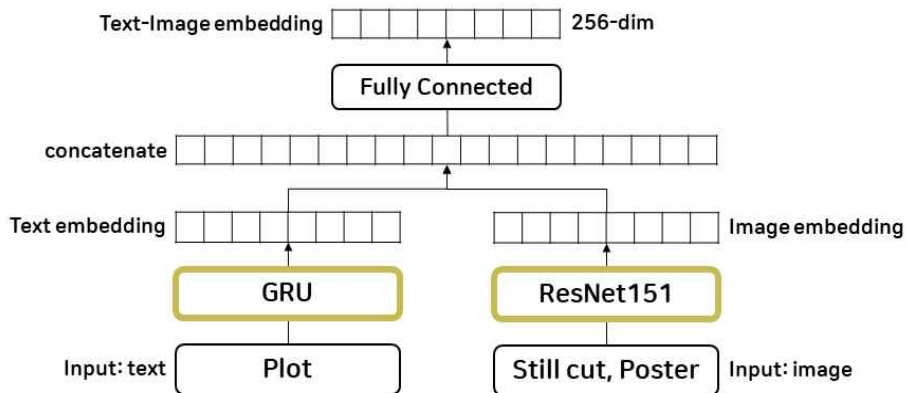 Text-Image embedding 256-dim
Fully Connected
concatenate
Text embedding Image embedding
GRU ResNet151
Input: text Plot Still cut, Poster Input: image